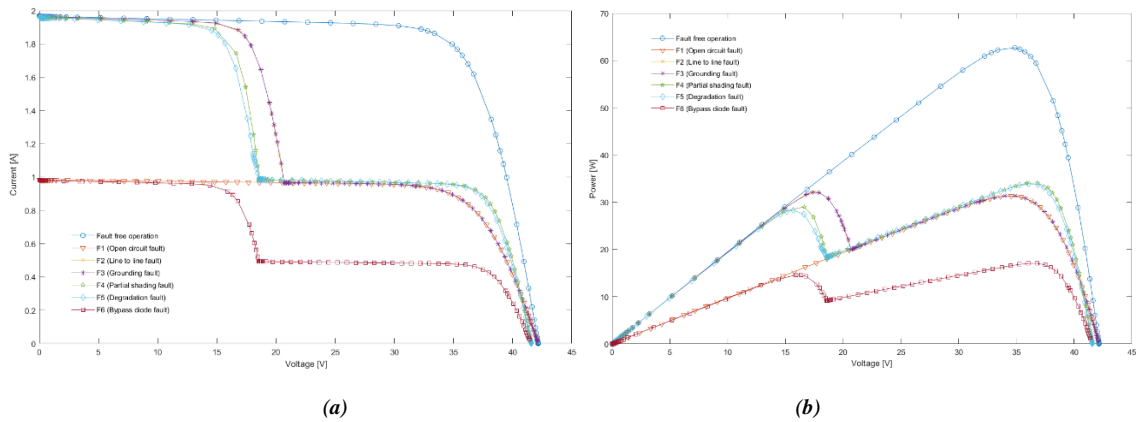 2
1.8
1.6
1.4
1.2
1
0.8
0.6
0.4
0.2
0
Current [A]
Fault free operation
F1 (Open circuit fault)
F2 (Line to line fault)
F3 (Grounding fault)
F4 (Partial shading fault)
F5 (Degradation fault)
F6 (Bypass diode fault)
0 5 10 15 20 25 30 35 40 45
Voltage [V]
(a)
70
60
50
40
30
20
10
0
Power [W]
Fault free operation
F1 (Open circuit fault)
F2 (Line to line fault)
F3 (Grounding fault)
F4 (Partial shading fault)
F5 (Degradation fault)
F6 (Bypass diode fault)
0 5 10 15 20 25 30 35 40 45
Voltage [V]
(b)